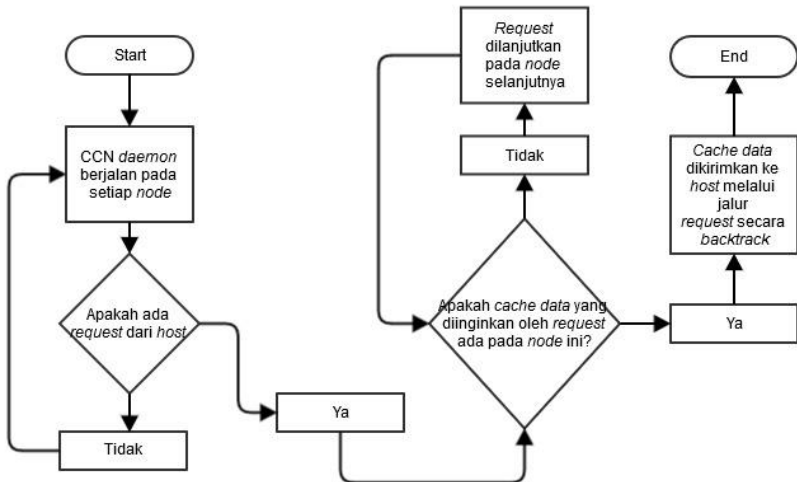 Start
CCN daemon
berjalan pada
setiap node
Apakah ada
request dari host
Tidak
Ya
Request
dilanjutkan
pada node
selanjutnya
Tidak
Apakah cache data yang
diinginkan oleh request
ada pada node ini?
Ya
Cache data
dikirimkan ke
host melalui
jalur
request secara
backtrack
End